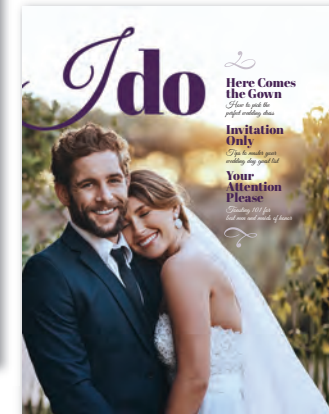 I do
Here Comes
the Gown
How to pick the
perfect wedding dress
Invitation
Only
Tips to master your
wedding day guest list
Your
Attention
Please
Toasting 101 for
best men and maids of honor